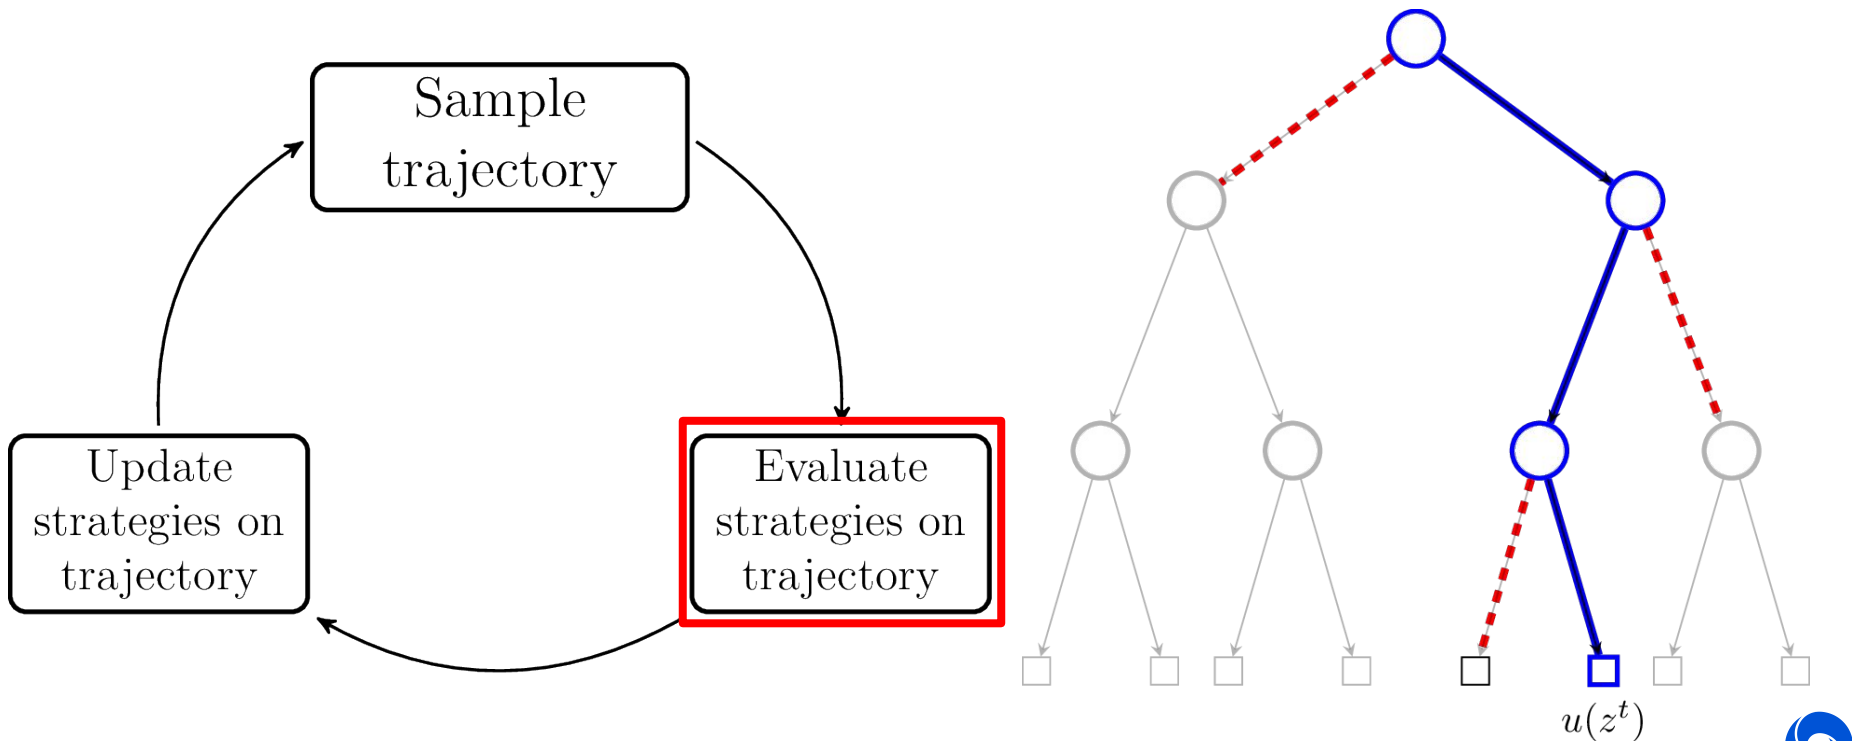 Sample
trajectory
Update
strategies on
trajectory
Evaluate
strategies on
trajectory
u(z^t)